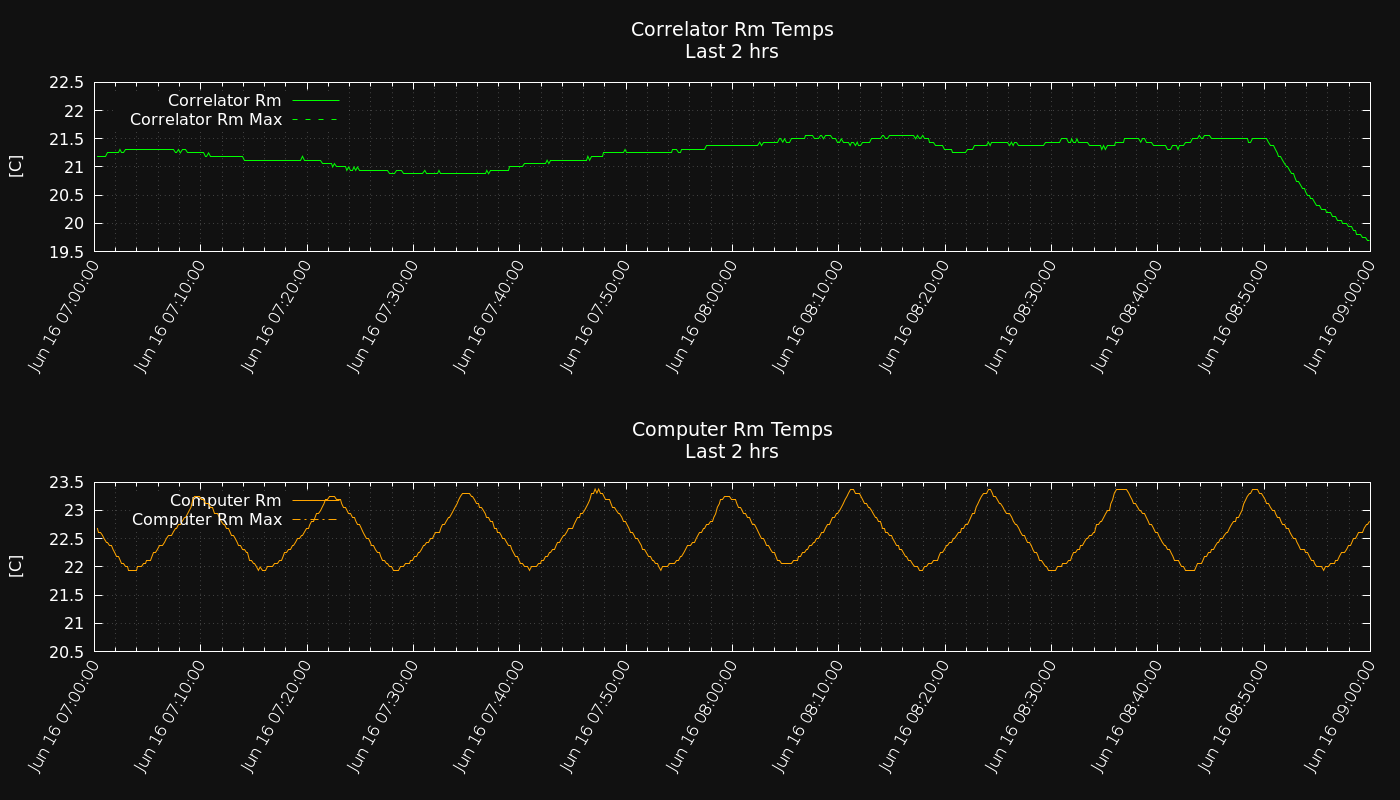 Correlator Rm Temps
Last 2 hrs
Correlator Rm
Correlator Rm Max
[C]
22.5
22
21.5
21
20.5
20
19.5
Jun 16 07:00:00
Jun 16 07:10:00
Jun 16 07:20:00
Jun 16 07:30:00
Jun 16 07:40:00
Jun 16 07:50:00
Jun 16 08:00:00
Jun 16 08:10:00
Jun 16 08:20:00
Jun 16 08:30:00
Jun 16 08:40:00
Jun 16 08:50:00
Jun 16 09:00:00
Computer Rm Temps
Last 2 hrs
Computer Rm
Computer Rm Max
[C]
23.5
23
22.5
22
21.5
21
20.5
Jun 16 07:00:00
Jun 16 07:10:00
Jun 16 07:20:00
Jun 16 07:30:00
Jun 16 07:40:00
Jun 16 07:50:00
Jun 16 08:00:00
Jun 16 08:10:00
Jun 16 08:20:00
Jun 16 08:30:00
Jun 16 08:40:00
Jun 16 08:50:00
Jun 16 09:00:00